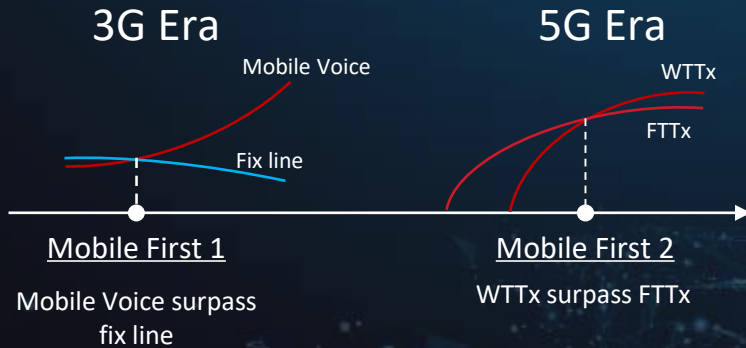 3G Era
5G Era
Mobile Voice
WTTx
FTTx
Fix line
Mobile First 1
Mobile First 2
Mobile Voice surpass
fix line
WTTx surpass FTTx